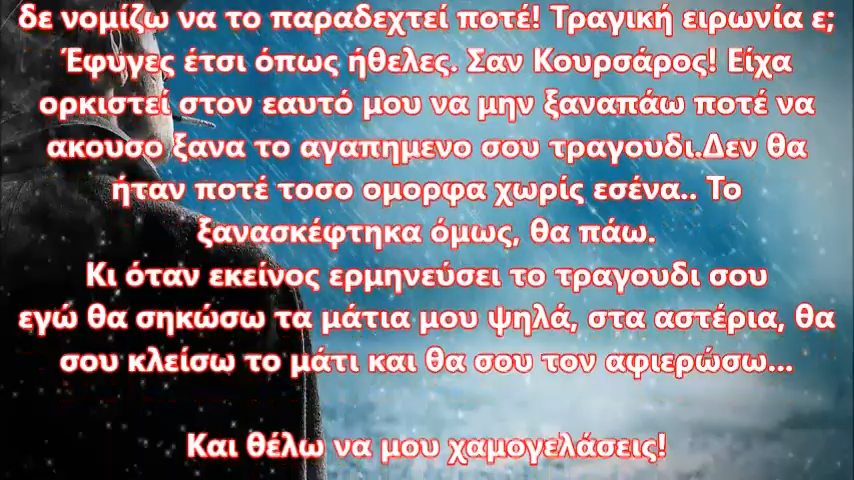 δε νομίζω να το παραδεχτεί ποτέ! Τραγική ειρωνία ε;
Έφυγες έτσι όπως ήθελες. Σαν Κουρσάρος! Είχα
ορκιστεί στον εαυτό μου να μην ξαναπάω ποτέ να
ακουσο ξανα το αγαπημενο σου τραγουδι.Δεν θα
ήταν ποτέ τοσο ομορφα χωρίς εσένα.. Το
ξανασκέφτηκα όμως, θα πάω.
Κι όταν εκείνος ερμηνεύσει το τραγουδι σου
εγώ θα σηκώσω τα μάτια μου ψηλά, στα αστέρια, θα
σου κλείσω το μάτι και θα σου τον αφιερώσω...
Και θέλω να μου χαμογελάσεις!